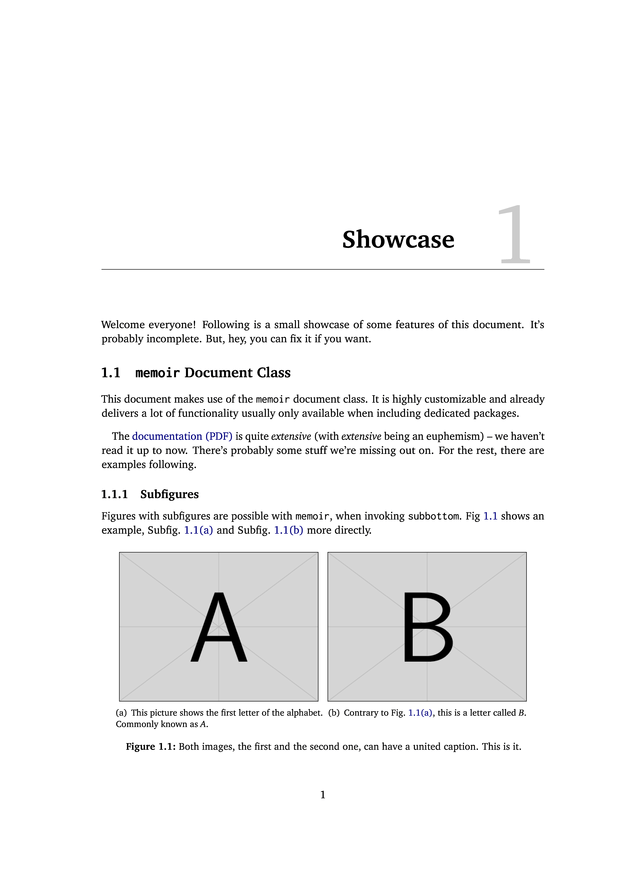 Showcase 1
Welcome everyone! Following is a small showcase of some features of this document. It's
probably incomplete. But, hey, you can fix it if you want.
1.1 memoir Document Class
This document makes use of the memoir document class. It is highly customizable and already
delivers a lot of functionality usually only available when including dedicated packages.
The documentation (PDF) is quite extensive (with extensive being an euphemism) – we haven't
read it up to now. There's probably some stuff we're missing out on. For the rest, there are
examples following.
1.1.1 Subfigures
Figures with subfigures are possible with memoir, when invoking subbottom. Fig 1.1 shows an
example, Subfig. 1.1(a) and Subfig. 1.1(b) more directly.
A B
(a) This picture shows the first letter of the alphabet.
Commonly known as A.
(b) Contrary to Fig. 1.1(a), this is a letter called B.
Figure 1.1: Both images, the first and the second one, can have a united caption. This is it.
1